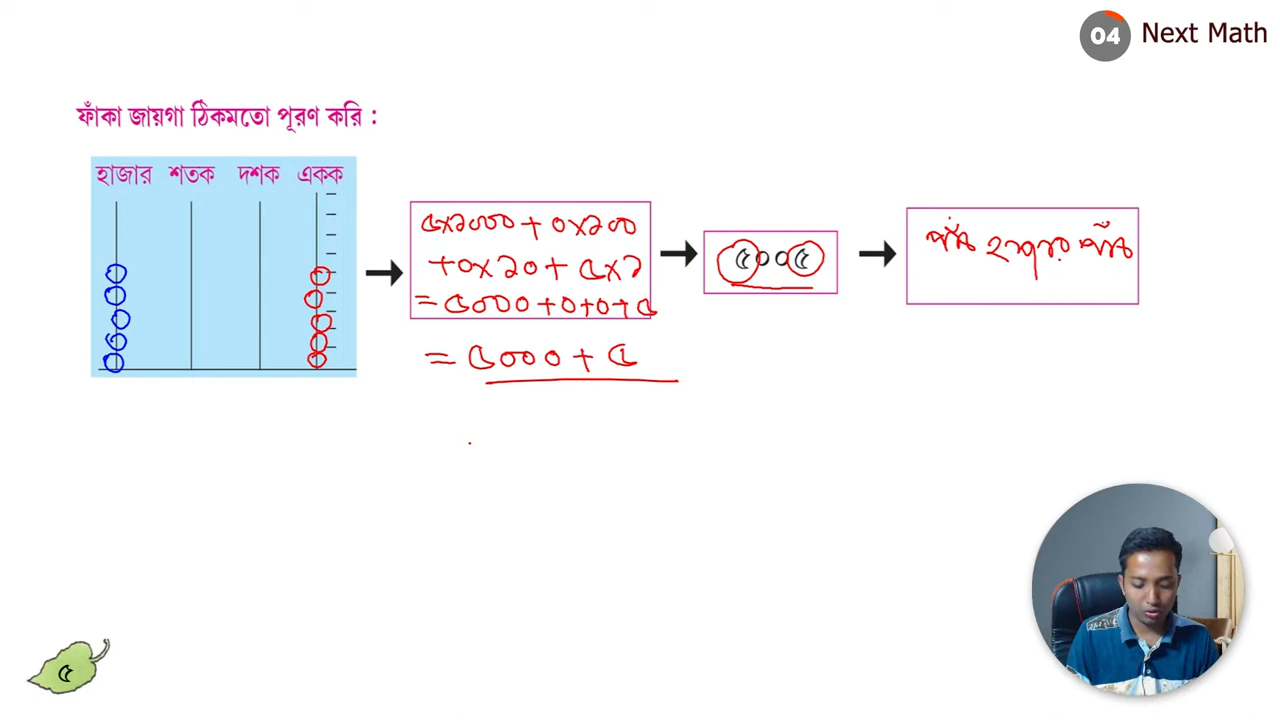 04 Next Math
ফাঁকা জায়গা ঠিকমতো পূরণ করি :
হাজার শতক দশক একক
৫×১০০০ + ০×১০০
+০×১০ + ৫×১
= ৫০০০ + ০ + ০ + ৫
= ৫০০০ + ৫
৫০০৫
পাঁচ হাজার পাঁচ
৫